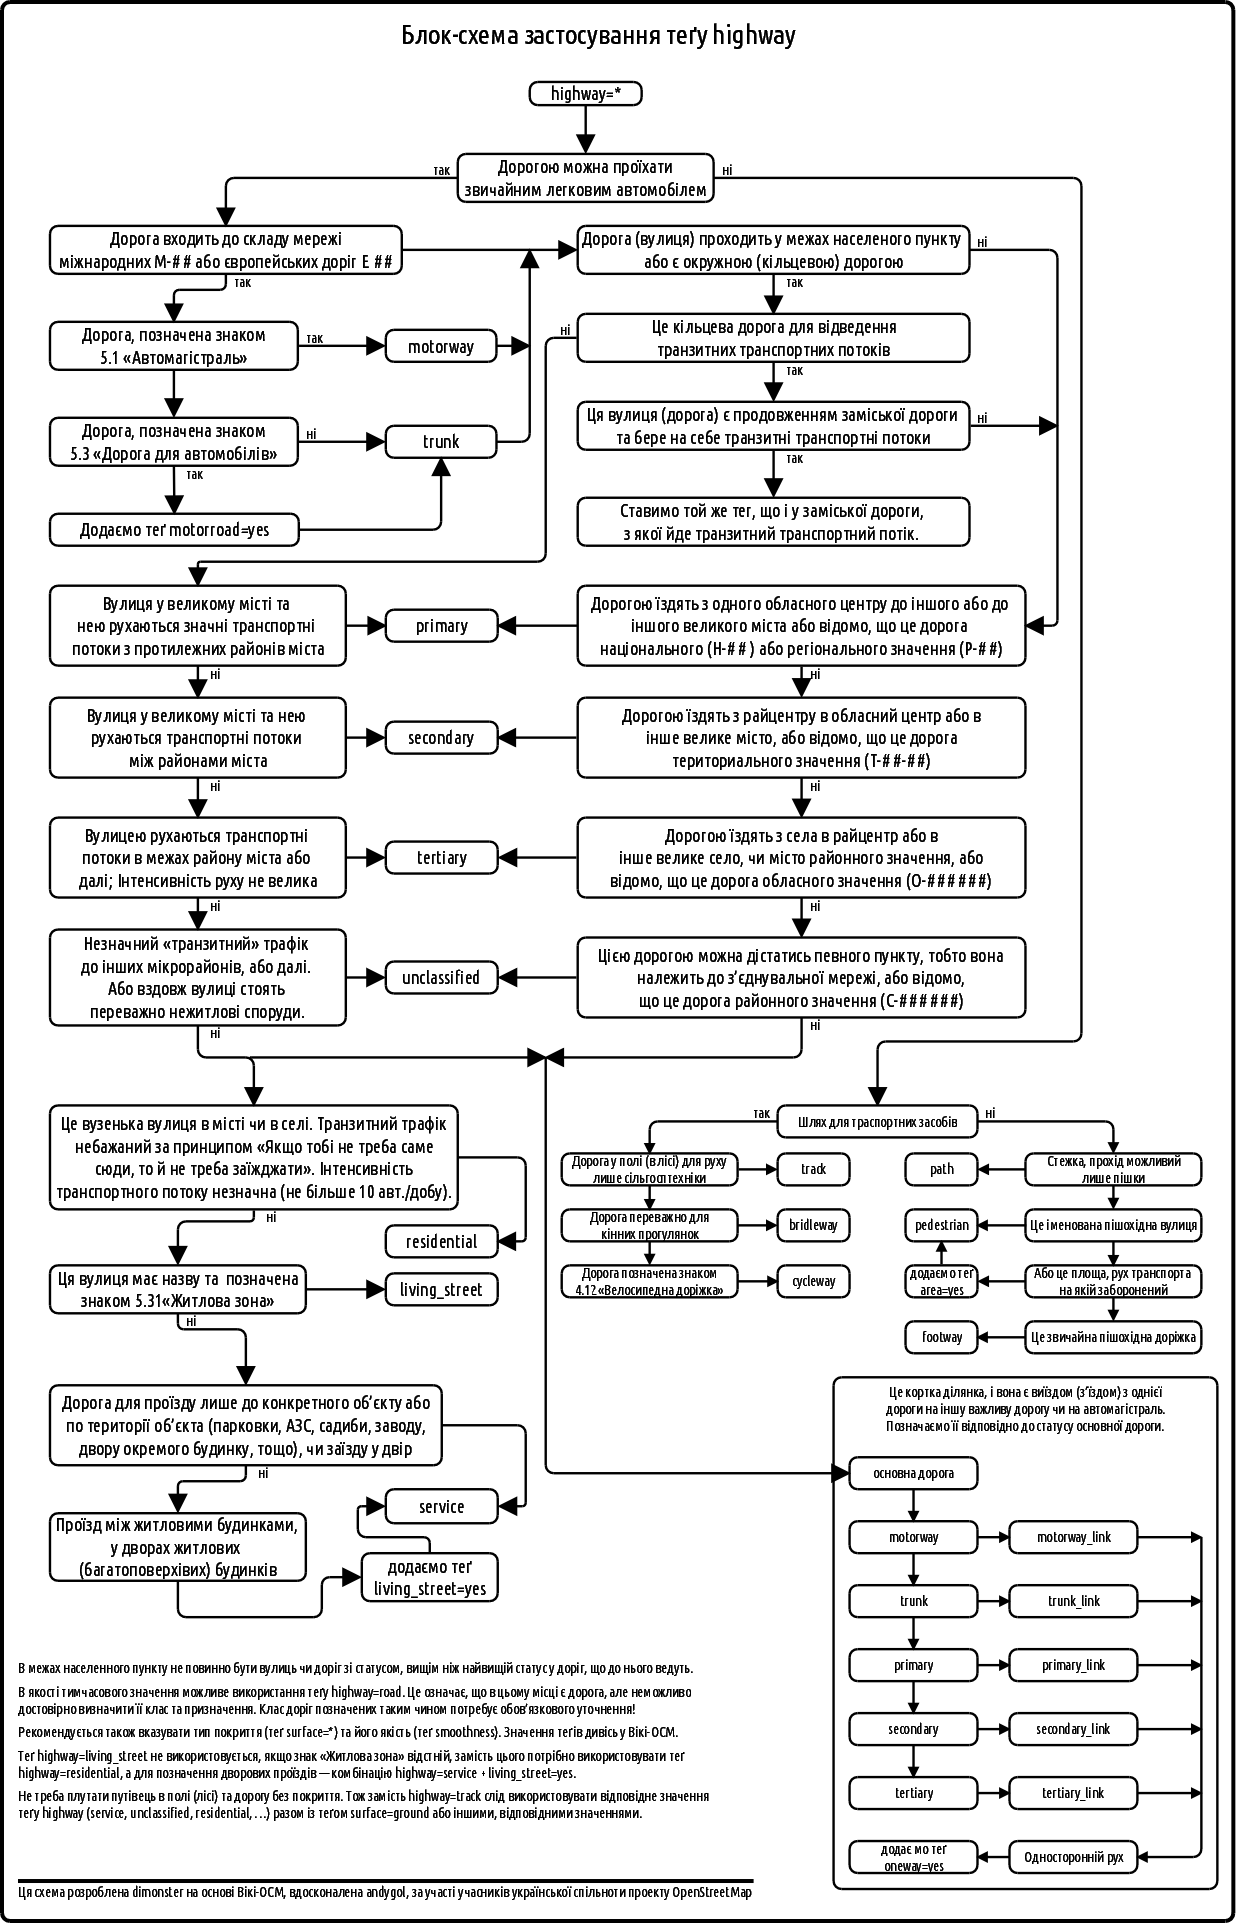 Блок-схема застосування теґу highway
highway=*
Дорогою можна проїхати
звичайним легковим автомобілем
так
ні
Дорога входить до складу мережі
міжнародних М-## або європейських доріг Е ##
так
Дорога (вулиця) проходить у межах населеного пункту
або є окружною (кільцевою) дорогою
ні
так
Дорога, позначена знаком
5.1 «Автомагістраль»
так
motorway
ні
Це кільцева дорога для відведення
транзитних транспортних потоків
так
Дорога, позначена знаком
5.3 «Дорога для автомобілів»
ні
trunk
так
Ця вулиця (дорога) є продовженням заміської дороги
та бере на себе транзитні транспортні потоки
ні
так
Додаємо теґ motorroad=yes
Ставимо той же тег, що і у заміської дороги,
з якої йде транзитний транспортний потік.
Вулиця у великому місті та
нею рухаються значні транспортні
потоки з протилежних районів міста
ні
primary
Дорогою їздять з одного обласного центру до іншого або до
іншого великого міста або відомо, що це дорога
національного (Н-## ) або регіонального значення (Р-##)
ні
Вулиця у великому місті та нею
рухаються транспортні потоки
між районами міста
ні
secondary
Дорогою їздять з райцентру в обласний центр або в
інше велике місто, або відомо, що це дорога
териториального значення (Т-##-##)
ні
Вулицею рухаються транспортні
потоки в межах району міста або
далі; Інтенсивність руху не велика
ні
tertiary
Дорогою їздять з села в райцентр або в
інше велике село, чи місто районного значення, або
відомо, що це дорога обласного значення (О-######)
ні
Незначний «транзитний» трафік
до інших мікрорайонів, або далі.
Або вздовж вулиці стоять
переважно нежитлові споруди.
ні
unclassified
Цією дорогою можна дістатись певного пункту, тобто вона
належить до з’єднувальної мережі, або відомо,
що це дорога районного значення (С-######)
ні
Це вузенька вулиця в місті чи в селі. Транзитний трафік
небажаний за принципом «Якщо тобі не треба саме
сюди, то й не треба заїжджати». Інтенсивність
транспортного потоку незначна (не більше 10 авт./добу).
ні
residential
Ця вулиця має назву та позначена
знаком 5.31«Житлова зона»
ні
living_street
Дорога для проїзду лише до конкретного об’єкту або
по території об’єкта (парковки, АЗС, садиби, заводу,
двору окремого будинку, тощо), чи заїзду у двір
ні
service
Проїзд між житловими будинками,
у дворах житлових
(багатоповерхівих) будинків
додаємо теґ
living_street=yes
так
Шлях для траспортних засобів
ні
Дорога у полі (в лісі) для руху
лише сільгосптехніки
track
Дорога переважно для
кінних прогулянок
bridleway
Дорога позначена знаком
4.12 «Велосипедна доріжка»
cycleway
path
Стежка, прохід можливий
лише пішки
pedestrian
Це іменована пішохідна вулиця
додаємо теґ
area=yes
Або це площа, рух транспорта
на якій заборонений
footway
Це звичайна пішохідна доріжка
Це кортка ділянка, і вона є виїздом (з’їздом) з однієї
дороги на іншу важливу дорогу чи на автомагістраль.
Позначаємо її відповідно до статусу основної дороги.
основна дорога
motorway
motorway_link
trunk
trunk_link
primary
primary_link
secondary
secondary_link
tertiary
tertiary_link
додаємо теґ
oneway=yes
Односторонній рух
В межах населенного пункту не повинно бути вулиць чи доріг зі статусом, вищім ніж найвищій статус у доріг, що до нього ведуть.
В якості тимчасового значення можливе використання теґу highway=road. Це означає, що в цьому місці є дорога, але неможливо
достовірно визначити її клас та призначення. Клас доріг позначених таким чином потребує обов’язкового уточнення!
Рекомендується також вказувати тип покриття (теґ surface=*) та його якість (теґ smoothness). Значення тегів дивісь у Вікі-ОСМ.
Теґ highway=living_street не використовується, якщо знак «Житлова зона» відстній, замість цього потрібно використовувати теґ
highway=residential, а для позначення дворових проїздів — комбінацію highway=service + living_street=yes.
Не треба плутати путівець в полі (лісі) та дорогу без покриття. Тож замість highway=track слід використовувати відповідне значення
теґу highway (service, unclassified, residential, …) разом із теґом surface=ground або іншими, відповідними значеннями.
Ця схема розроблена dimonster на основі Вікі-ОСМ, вдосконалена andygol, за участі учасників української спільноти проекту OpenStreetMap